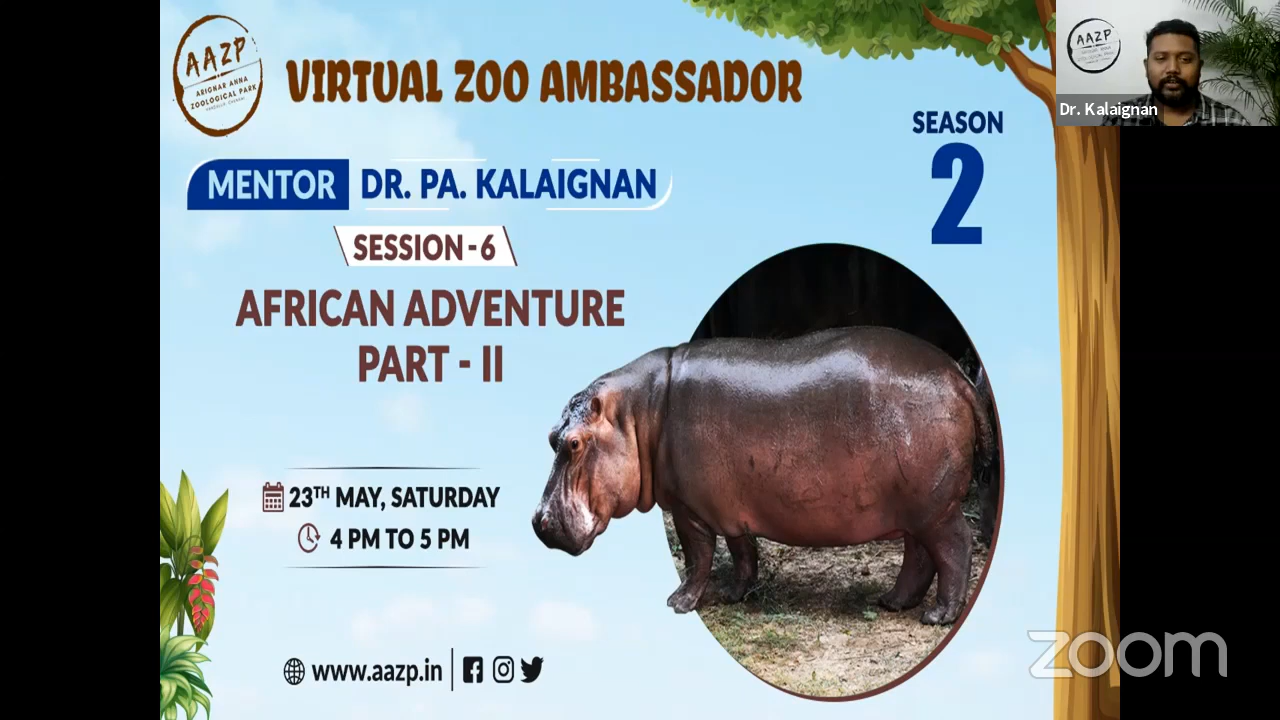 AAZP
ARIGNAR ANNA
ZOOLOGICAL PARK
VIRTUAL ZOO AMBASSADOR
SEASON
2
MENTOR DR. PA. KALAIGNAN
SESSION - 6
AFRICAN ADVENTURE
PART - II
23TH MAY, SATURDAY
4 PM TO 5 PM
www.aazp.in
AAZP
Dr. Kalaignan
zoom